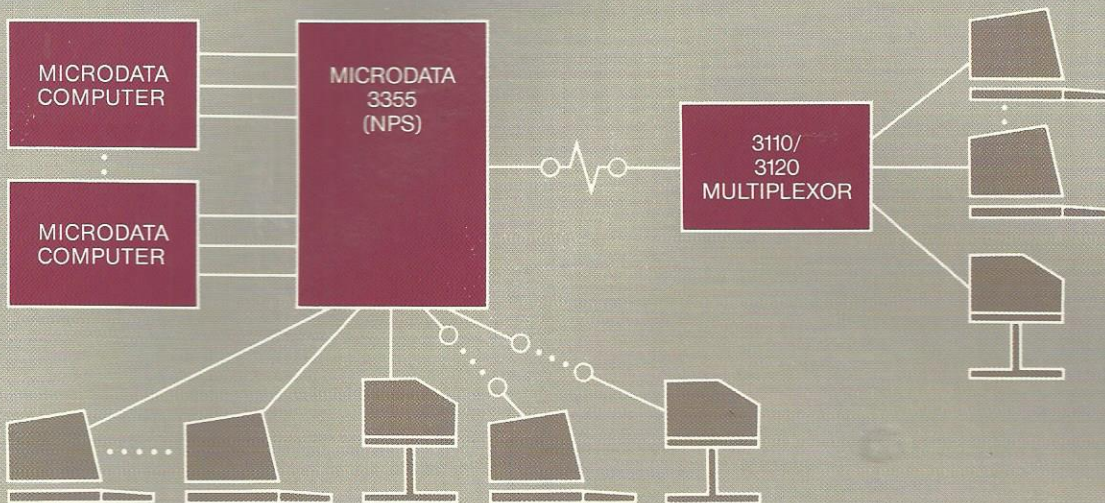 MICRODATA
COMPUTER
MICRODATA
COMPUTER
MICRODATA
3355
(NPS)
3110/
3120
MULTIPLEXOR